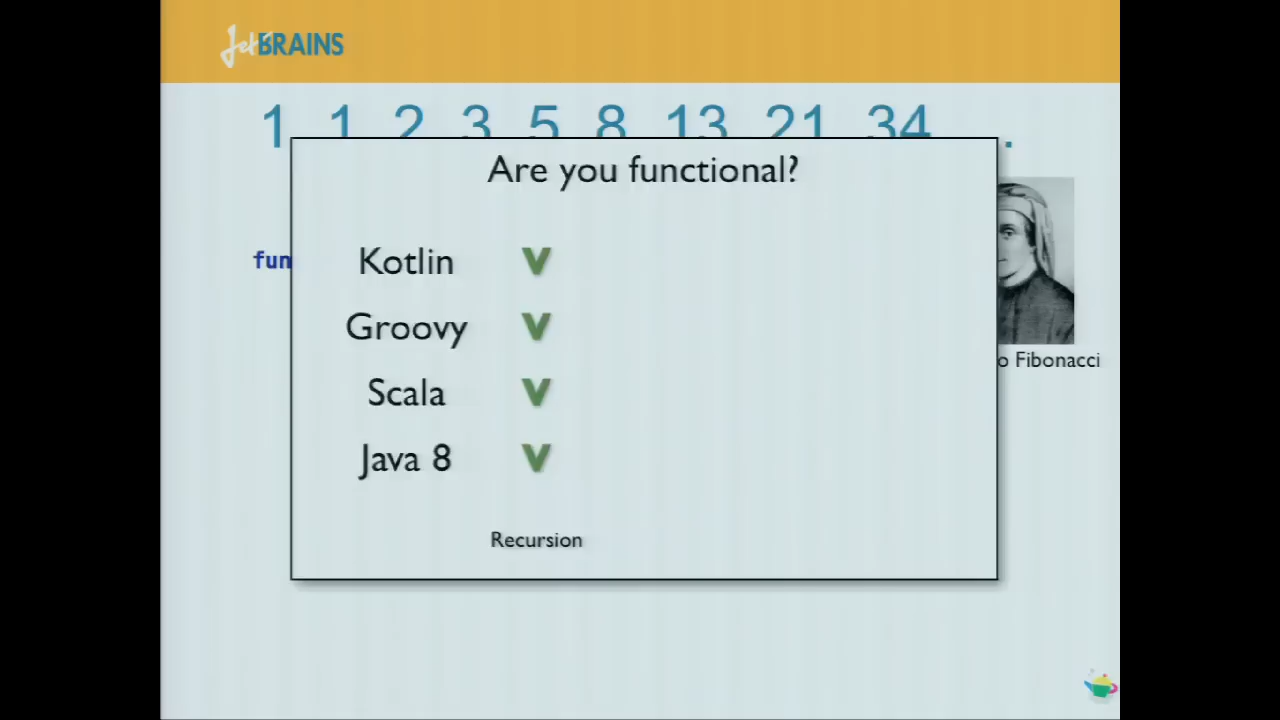 JetBRAINS
1 1 2 3 5 8 13 21 34 .
Are you functional?
fun
Kotlin V
Groovy V
Scala V
Java 8 V
o Fibonacci
Recursion